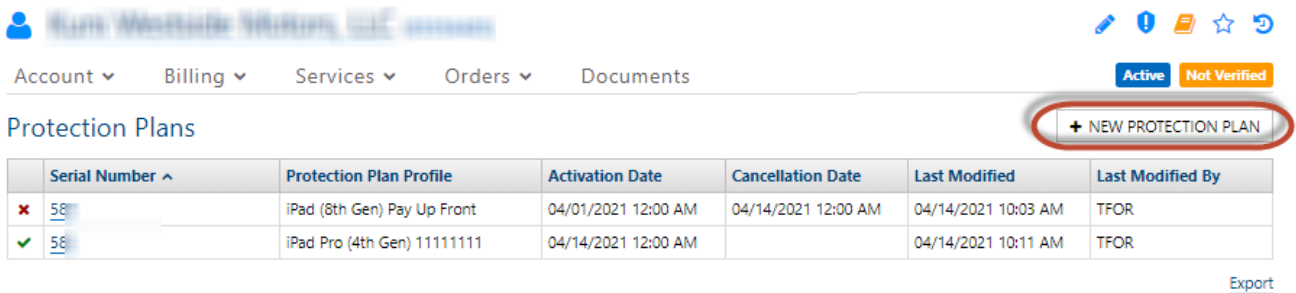 Account Billing Services Orders Documents Active Not Verified
Protection Plans + NEW PROTECTION PLAN
Serial Number Protection Plan Profile Activation Date Cancellation Date Last Modified Last Modified By
58 iPad (8th Gen) Pay Up Front 04/01/2021 12:00 AM 04/14/2021 12:00 AM 04/14/2021 10:03 AM TFOR
58 iPad Pro (4th Gen) 11111111 04/14/2021 12:00 AM 04/14/2021 10:11 AM TFOR
Export